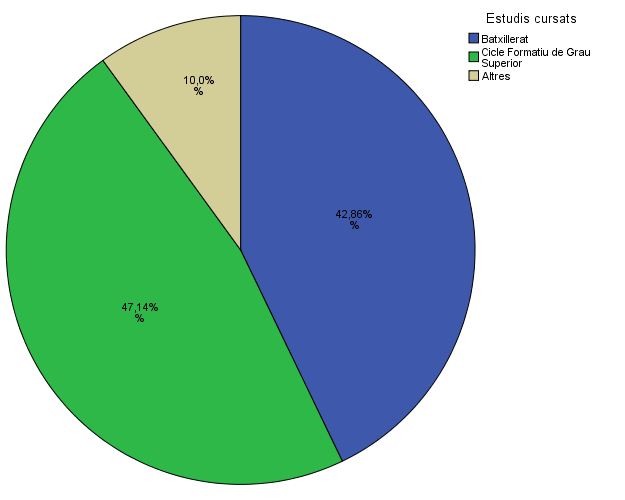 Estudis cursats
Batxillerat
Cicle Formatiu de Grau
Superior
Altres
10,0%
%
42,86%
%
47,14%
%